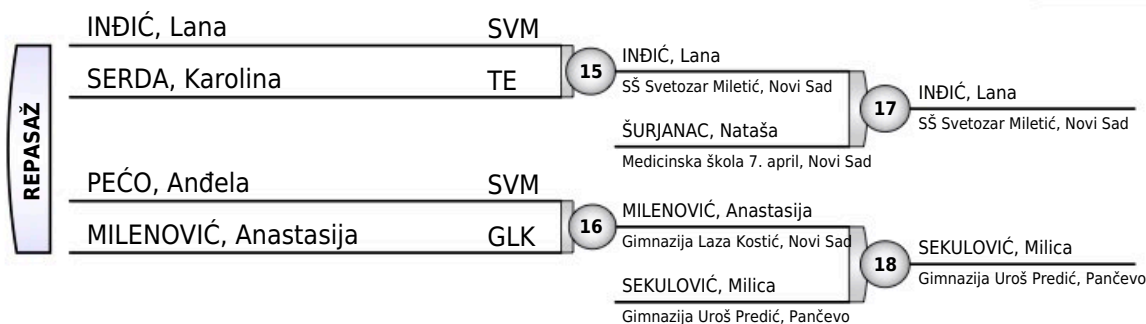 REPASAŽ
INĐIĆ, Lana SVM
SERDA, Karolina TE
PEĆO, Anđela SVM
MILENOVIĆ, Anastasija GLK
15
INĐIĆ, Lana
SŠ Svetozar Miletić, Novi Sad
ŠURJANAC, Nataša
Medicinska škola 7. april, Novi Sad
16
MILENOVIĆ, Anastasija
Gimnazija Laza Kostić, Novi Sad
SEKULOVIĆ, Milica
Gimnazija Uroš Predić, Pančevo
17
INĐIĆ, Lana
SŠ Svetozar Miletić, Novi Sad
18
SEKULOVIĆ, Milica
Gimnazija Uroš Predić, Pančevo